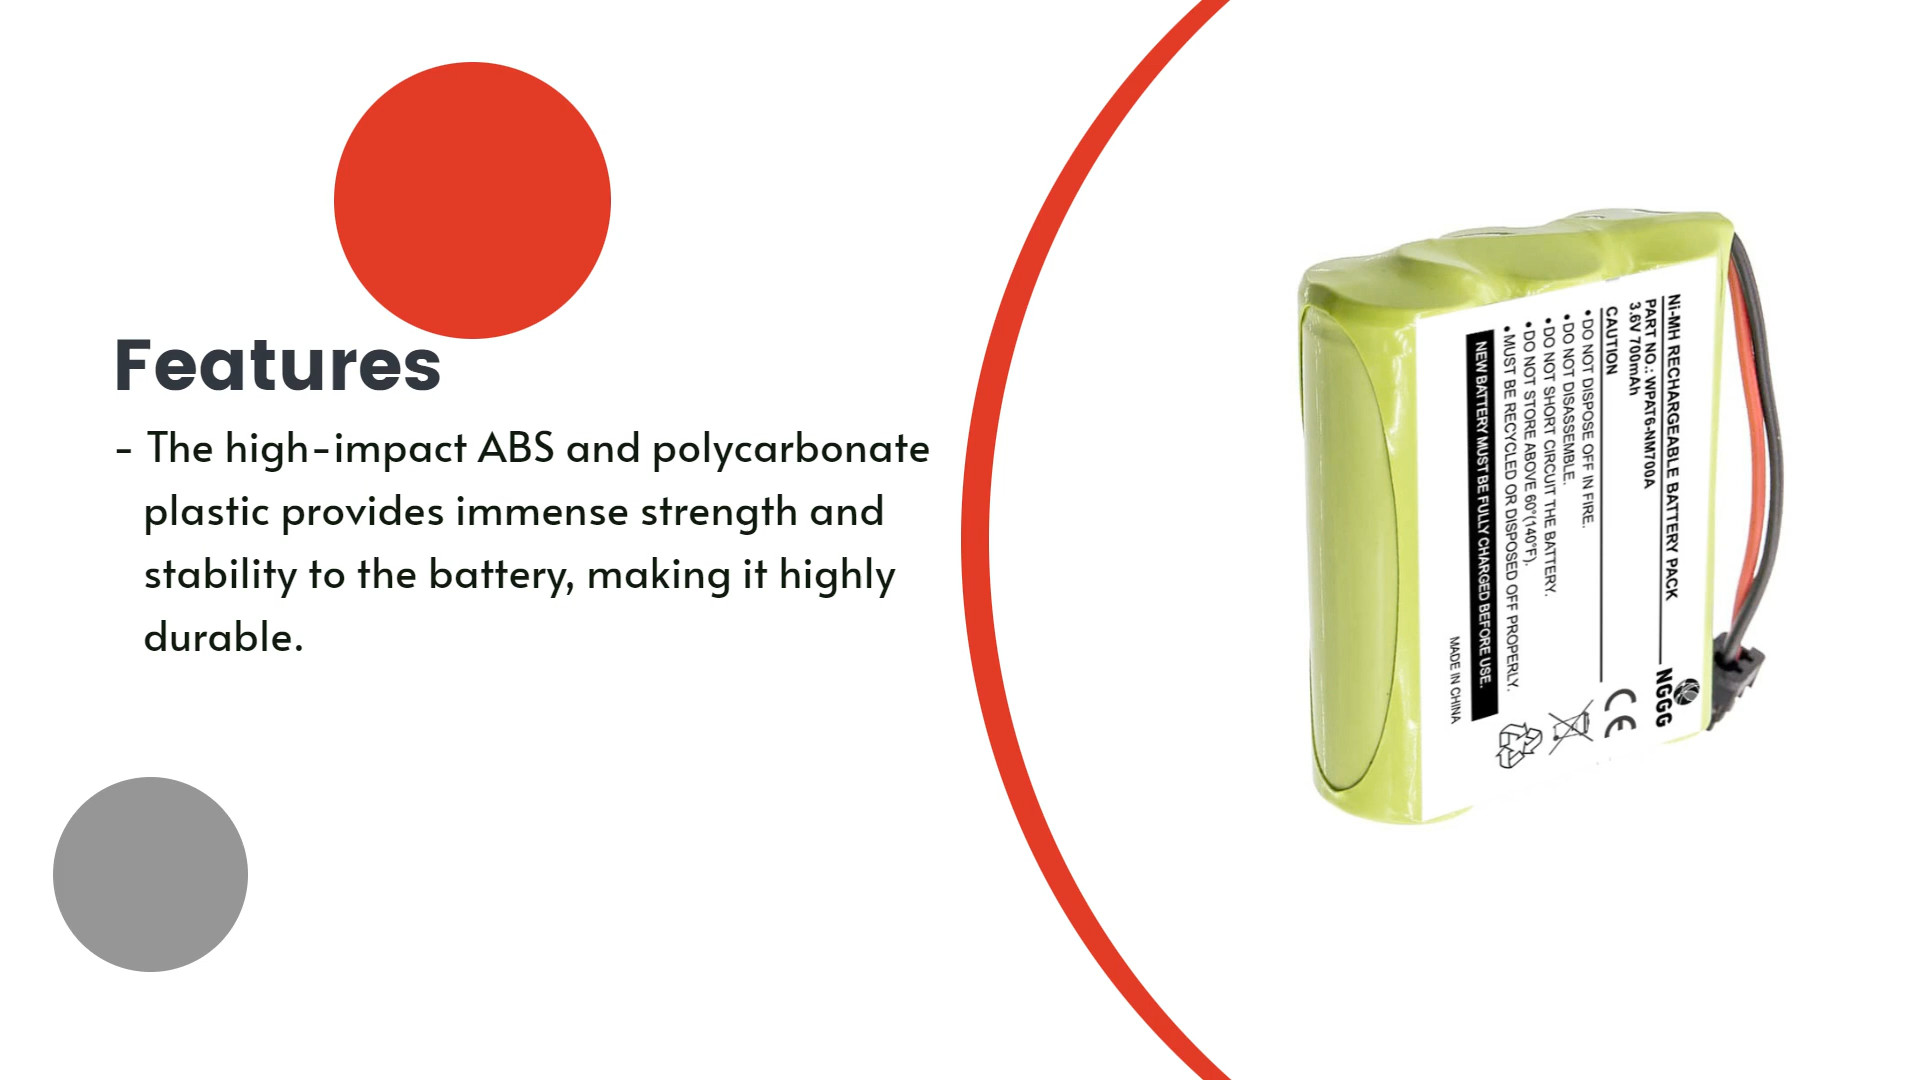 Features
- The high-impact ABS and polycarbonate
plastic provides immense strength and
stability to the battery, making it highly
durable.
Ni-MH RECHARGEABLE BATTERY PACK
PART NO.: WPAT6-NM700A
3.6V 700mAh
CAUTION
•DO NOT DISPOSE OFF IN FIRE.
•DO NOT DISASSEMBLE.
•DO NOT SHORT CIRCUIT THE BATTERY.
•DO NOT STORE ABOVE 60°(140°F).
•MUST BE RECYCLED OR DISPOSED OFF PROPERLY.
NEW BATTERY MUST BE FULLY CHARGED BEFORE USE.
MADE IN CHINA
NGGG
CE